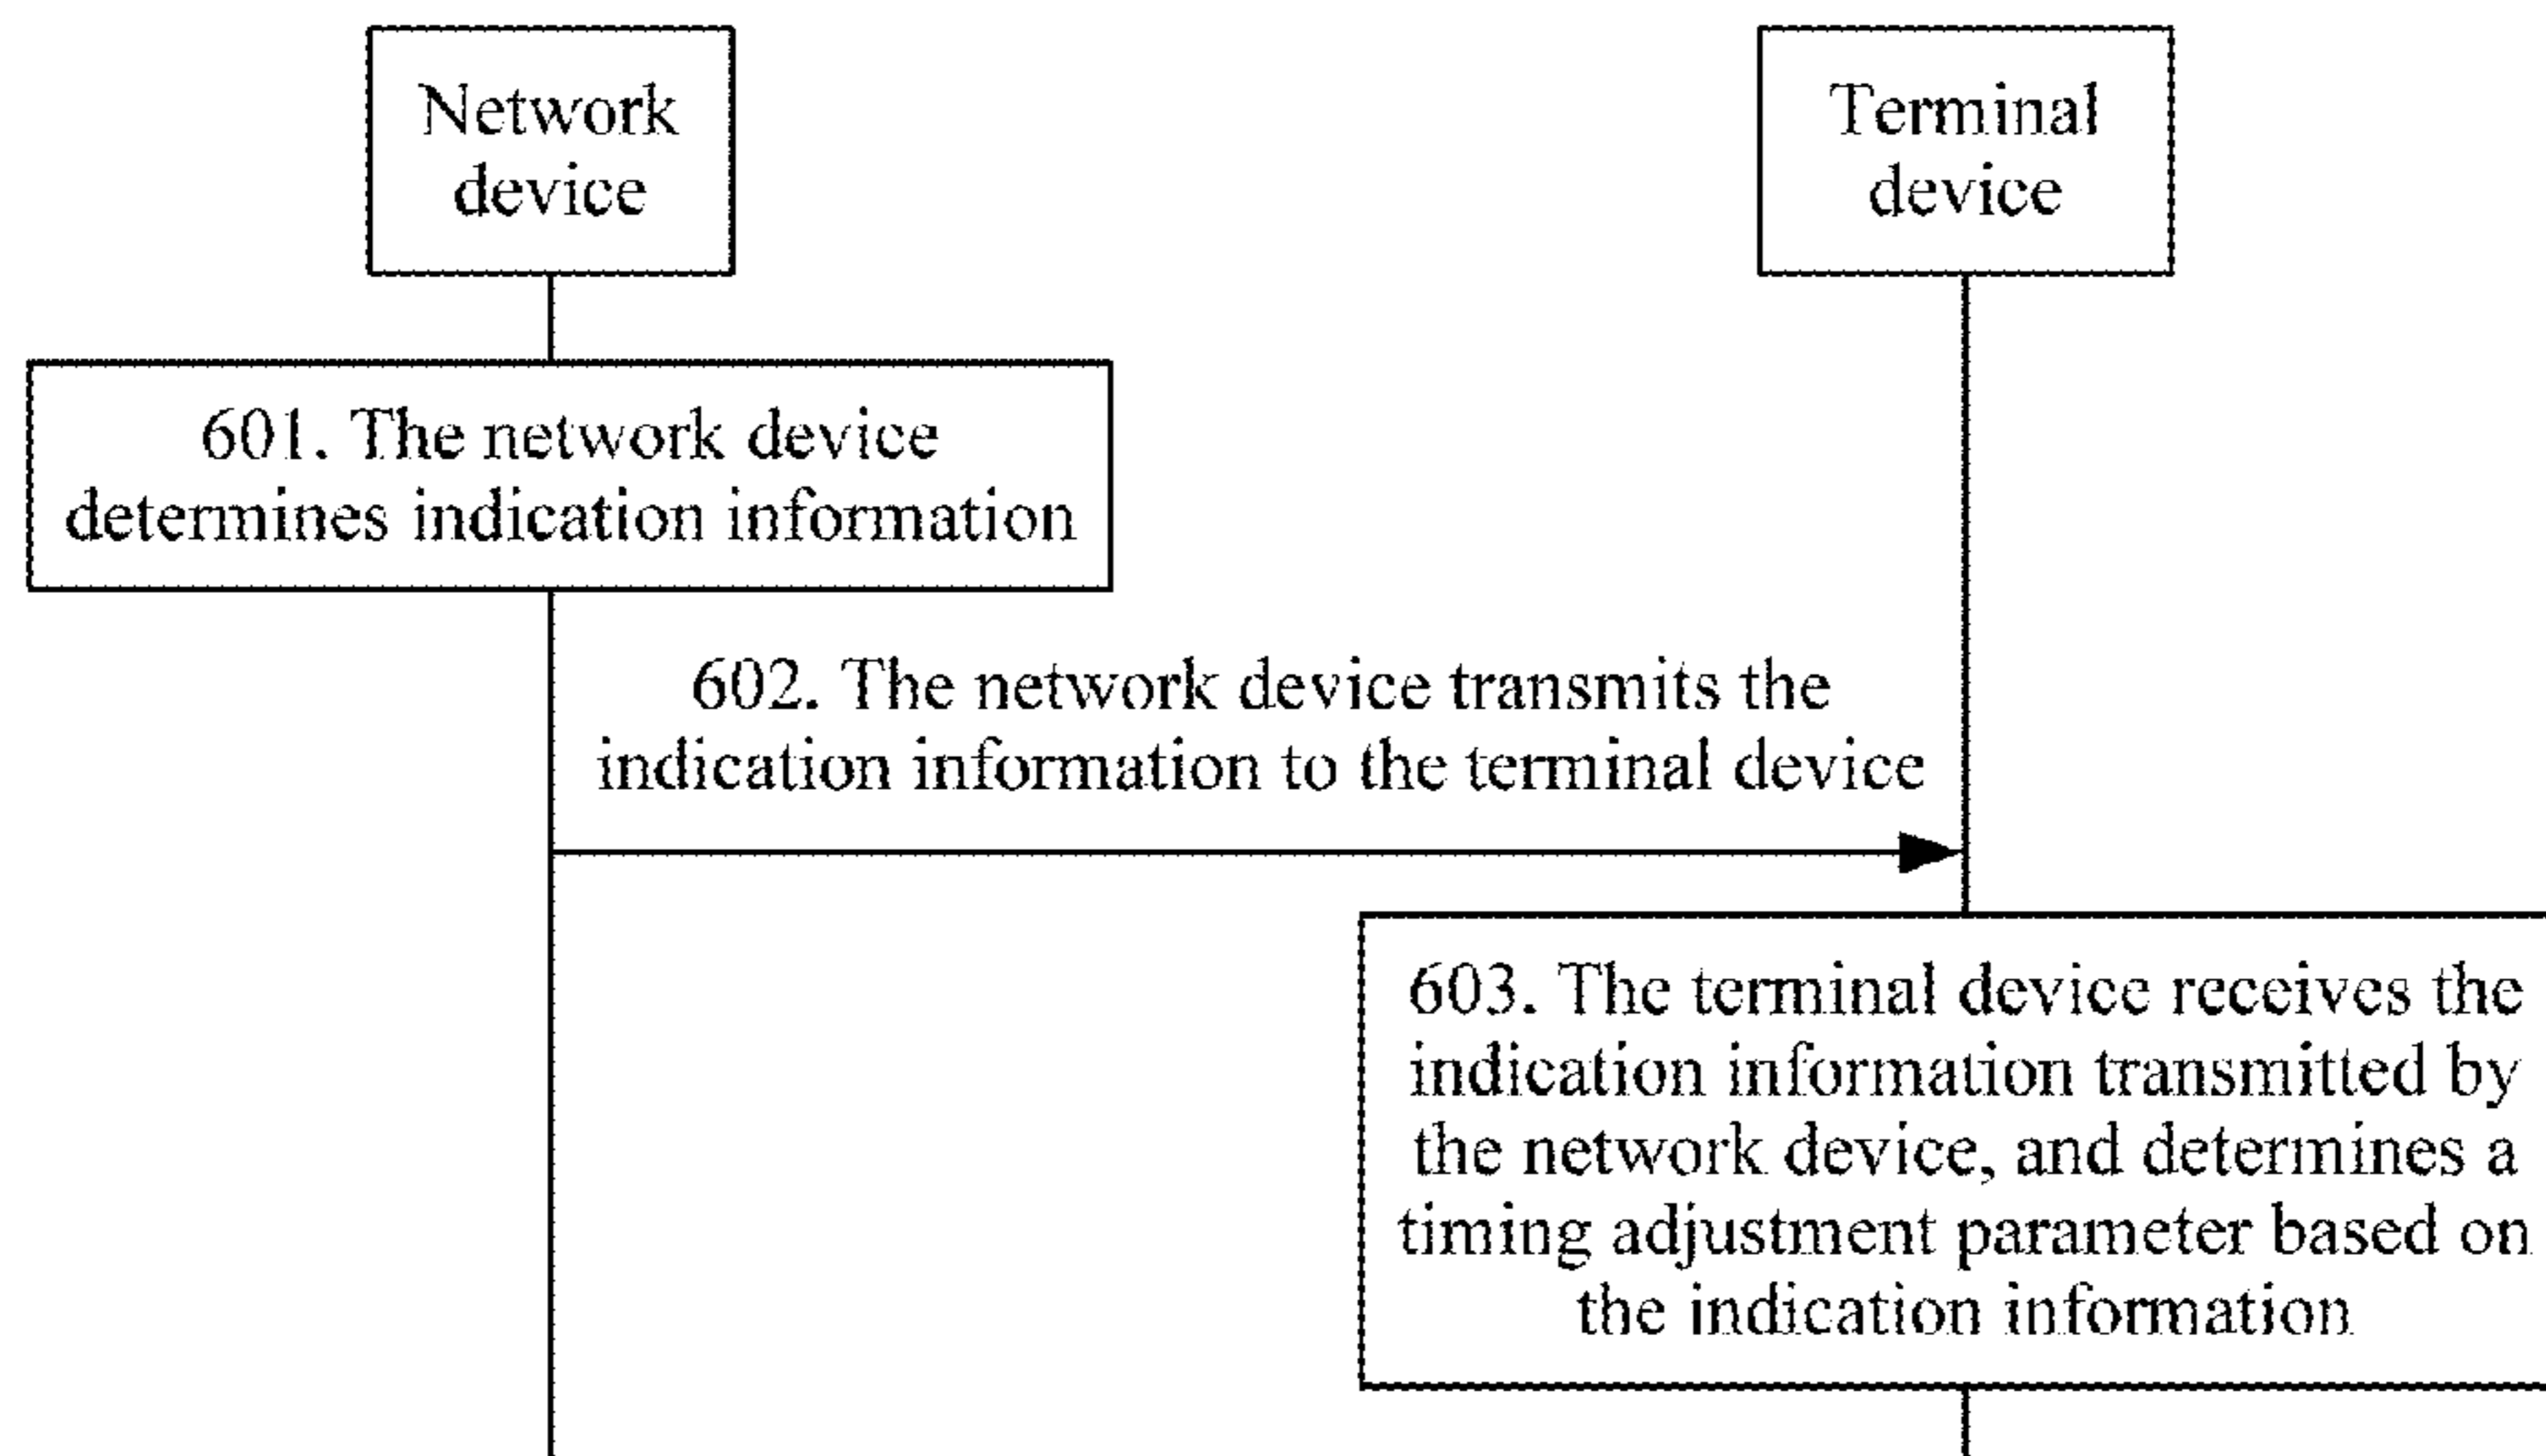 Network
device
Terminal
device
601. The network device
determines indication information
602. The network device transmits the
indication information to the terminal device
603. The terminal device receives the
indication information transmitted by
the network device, and determines a
timing adjustment parameter based on
the indication information